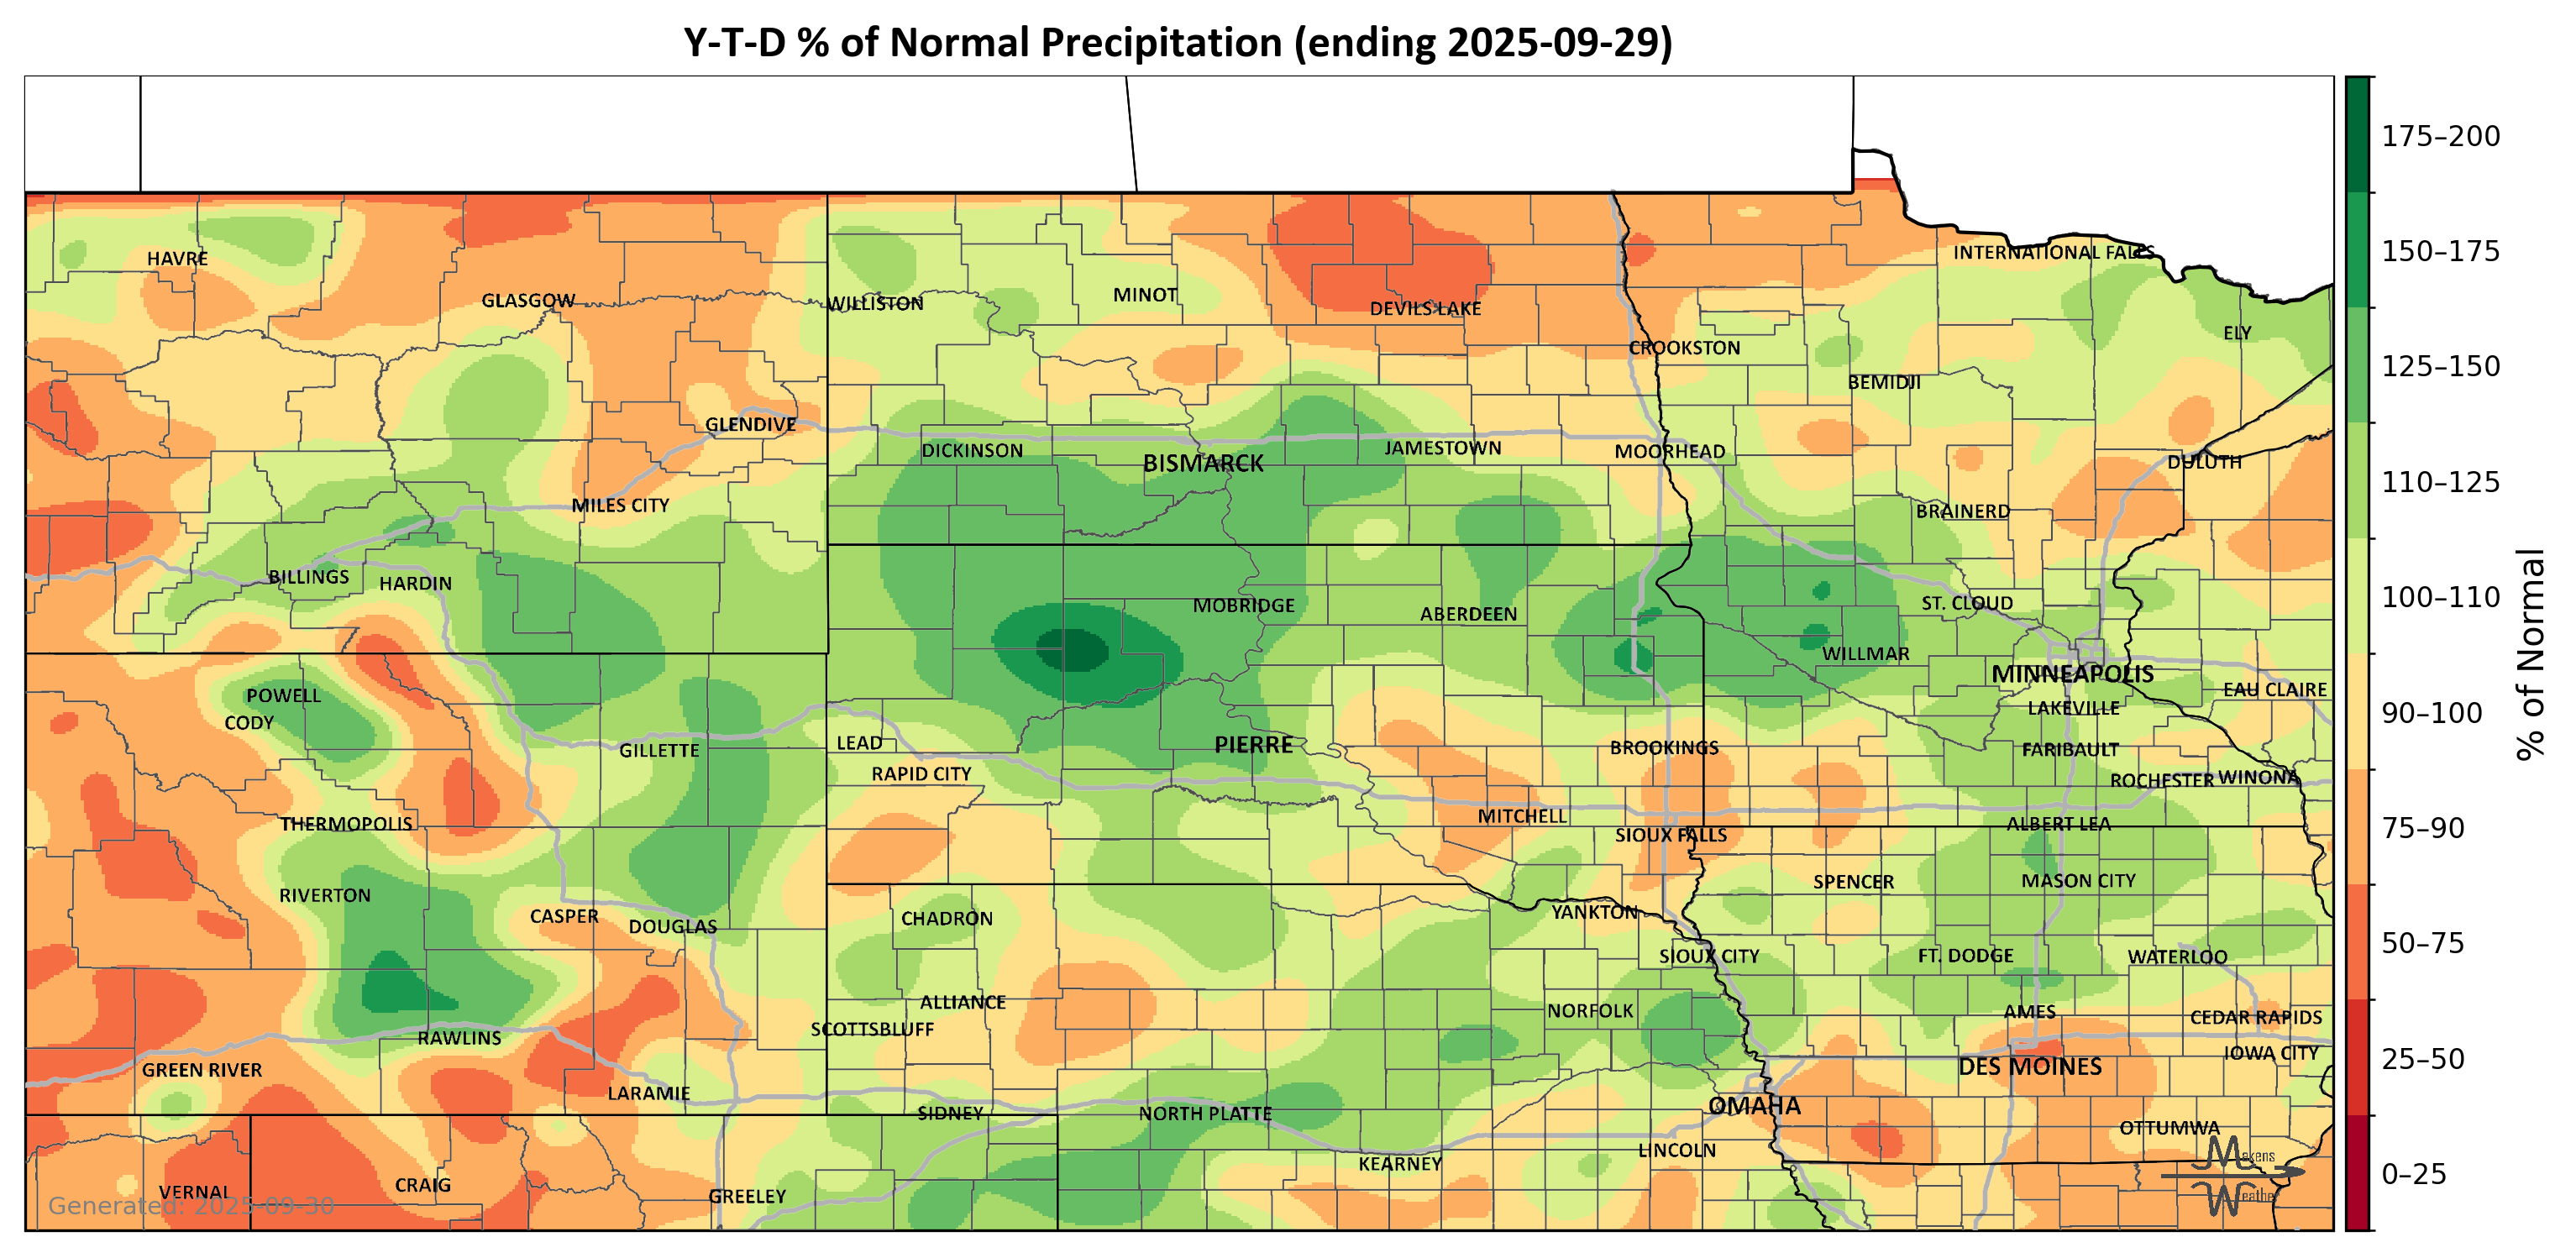 Y-T-D % of Normal Precipitation (ending 2025-09-29)
HAVRE
GLASGOW
WILLISTON
MINOT
DEVILS LAKE
INTERNATIONAL FALLS
ELY
CROOKSTON
BEMIDJI
GLENDIVE
DICKINSON
BISMARCK
JAMESTOWN
MOORHEAD
DULUTH
MILES CITY
BRAINERD
BILLINGS
HARDIN
MOBRIDGE
ABERDEEN
ST. CLOUD
WILLMAR
MINNEAPOLIS
EAU CLAIRE
POWELL
CODY
LAKEVILLE
GILLETTE
LEAD
PIERRE
BROOKINGS
FARIBAULT
RAPID CITY
ROCHESTER
WINONA
THERMOPOLIS
MITCHELL
SIOUX FALLS
ALBERT LEA
RIVERTON
SPENCER
MASON CITY
CASPER
DOUGLAS
CHADRON
YANKTON
SIOUX CITY
FT. DODGE
WATERLOO
ALLIANCE
SCOTTSBLUFF
NORFOLK
AMES
CEDAR RAPIDS
RAWLINS
GREEN RIVER
IOWA CITY
DES MOINES
LARAMIE
SIDNEY
NORTH PLATTE
OMAHA
OTTUMWA
LINCOLN
KEARNEY
VERNAL
CRAIG
GREELEY
Generated: 2025-09-30
Makens
Weather
175–200
150–175
125–150
110–125
100–110
90–100
75–90
50–75
25–50
0–25
% of Normal